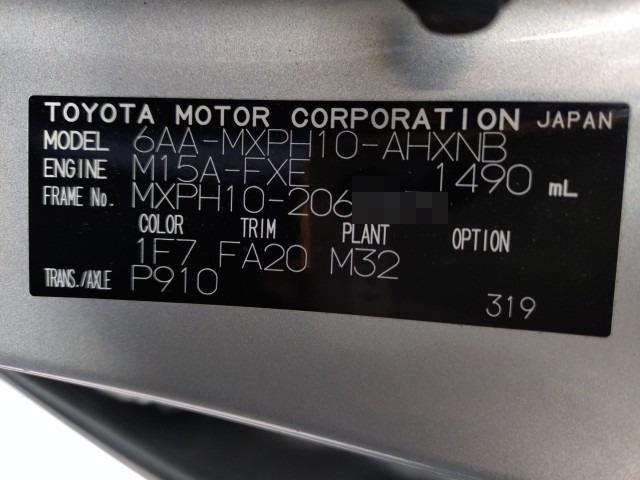 TOYOTA MOTOR CORPORATION JAPAN
MODEL 6AA-MXPH10-AHXNB
ENGINE M15A-FXE 1490 mL
FRAME No. MXPH10-206
COLOR TRIM PLANT OPTION
1F7 FA20 M32
TRANS./AXLE P910
319